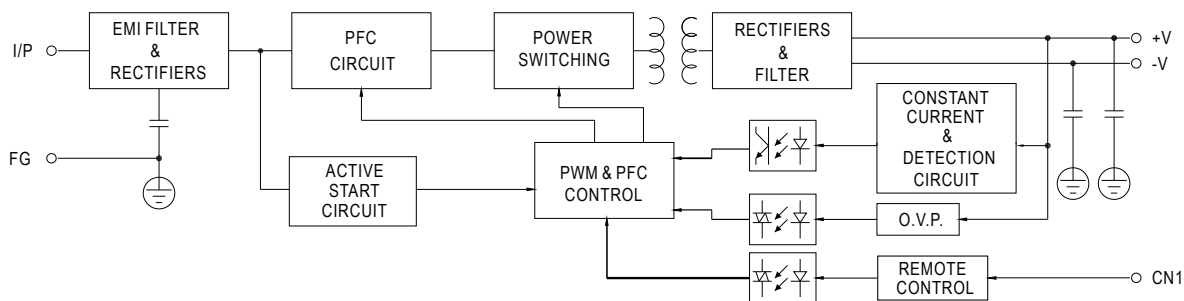 I/P
EMI FILTER
&
RECTIFIERS
PFC
CIRCUIT
POWER
SWITCHING
RECTIFIERS
&
FILTER
+V
-V
CONSTANT
CURRENT
&
DETECTION
CIRCUIT
FG
ACTIVE
START
CIRCUIT
PWM & PFC
CONTROL
O.V.P.
REMOTE
CONTROL
CN1